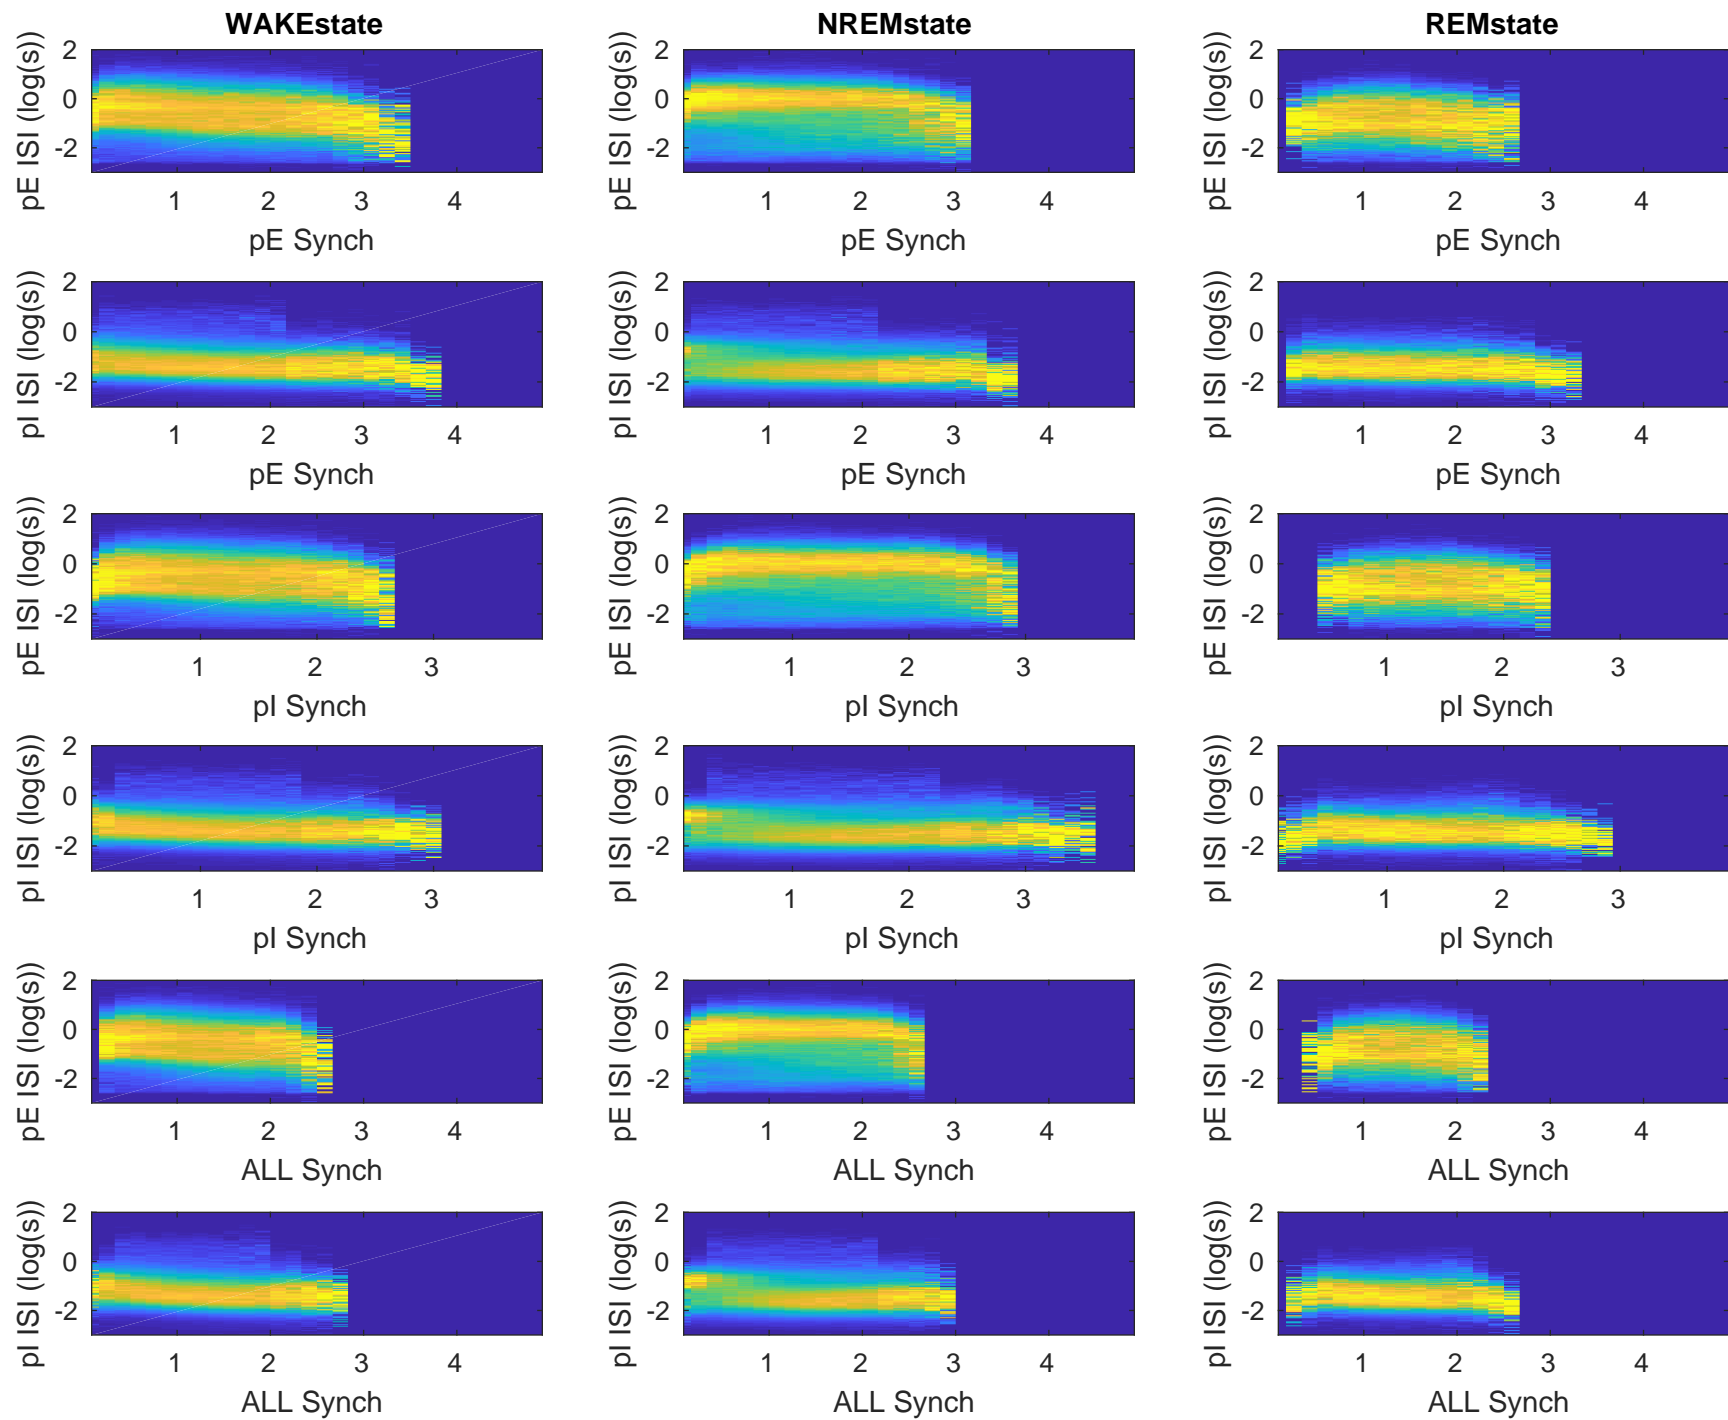 WAKEstate NREMstate REMstate
2 2 2
0 0 0
-2 -2 -2
pE ISI (log(s)) pE ISI (log(s)) pE ISI (log(s))
1 2 3 4 1 2 3 4 1 2 3 4
pE Synch pE Synch pE Synch
2 2 2
0 0 0
-2 -2 -2
pI ISI (log(s)) pI ISI (log(s)) pI ISI (log(s))
1 2 3 4 1 2 3 4 1 2 3 4
pE Synch pE Synch pE Synch
2 2 2
0 0 0
-2 -2 -2
pE ISI (log(s)) pE ISI (log(s)) pE ISI (log(s))
1 2 3 1 2 3 1 2 3
pI Synch pI Synch pI Synch
2 2 2
0 0 0
-2 -2 -2
pI ISI (log(s)) pI ISI (log(s)) pI ISI (log(s))
1 2 3 1 2 3 1 2 3
pI Synch pI Synch pI Synch
2 2 2
0 0 0
-2 -2 -2
pE ISI (log(s)) pE ISI (log(s)) pE ISI (log(s))
1 2 3 4 1 2 3 4 1 2 3 4
ALL Synch ALL Synch ALL Synch
2 2 2
0 0 0
-2 -2 -2
pI ISI (log(s)) pI ISI (log(s)) pI ISI (log(s))
1 2 3 4 1 2 3 4 1 2 3 4
ALL Synch ALL Synch ALL Synch